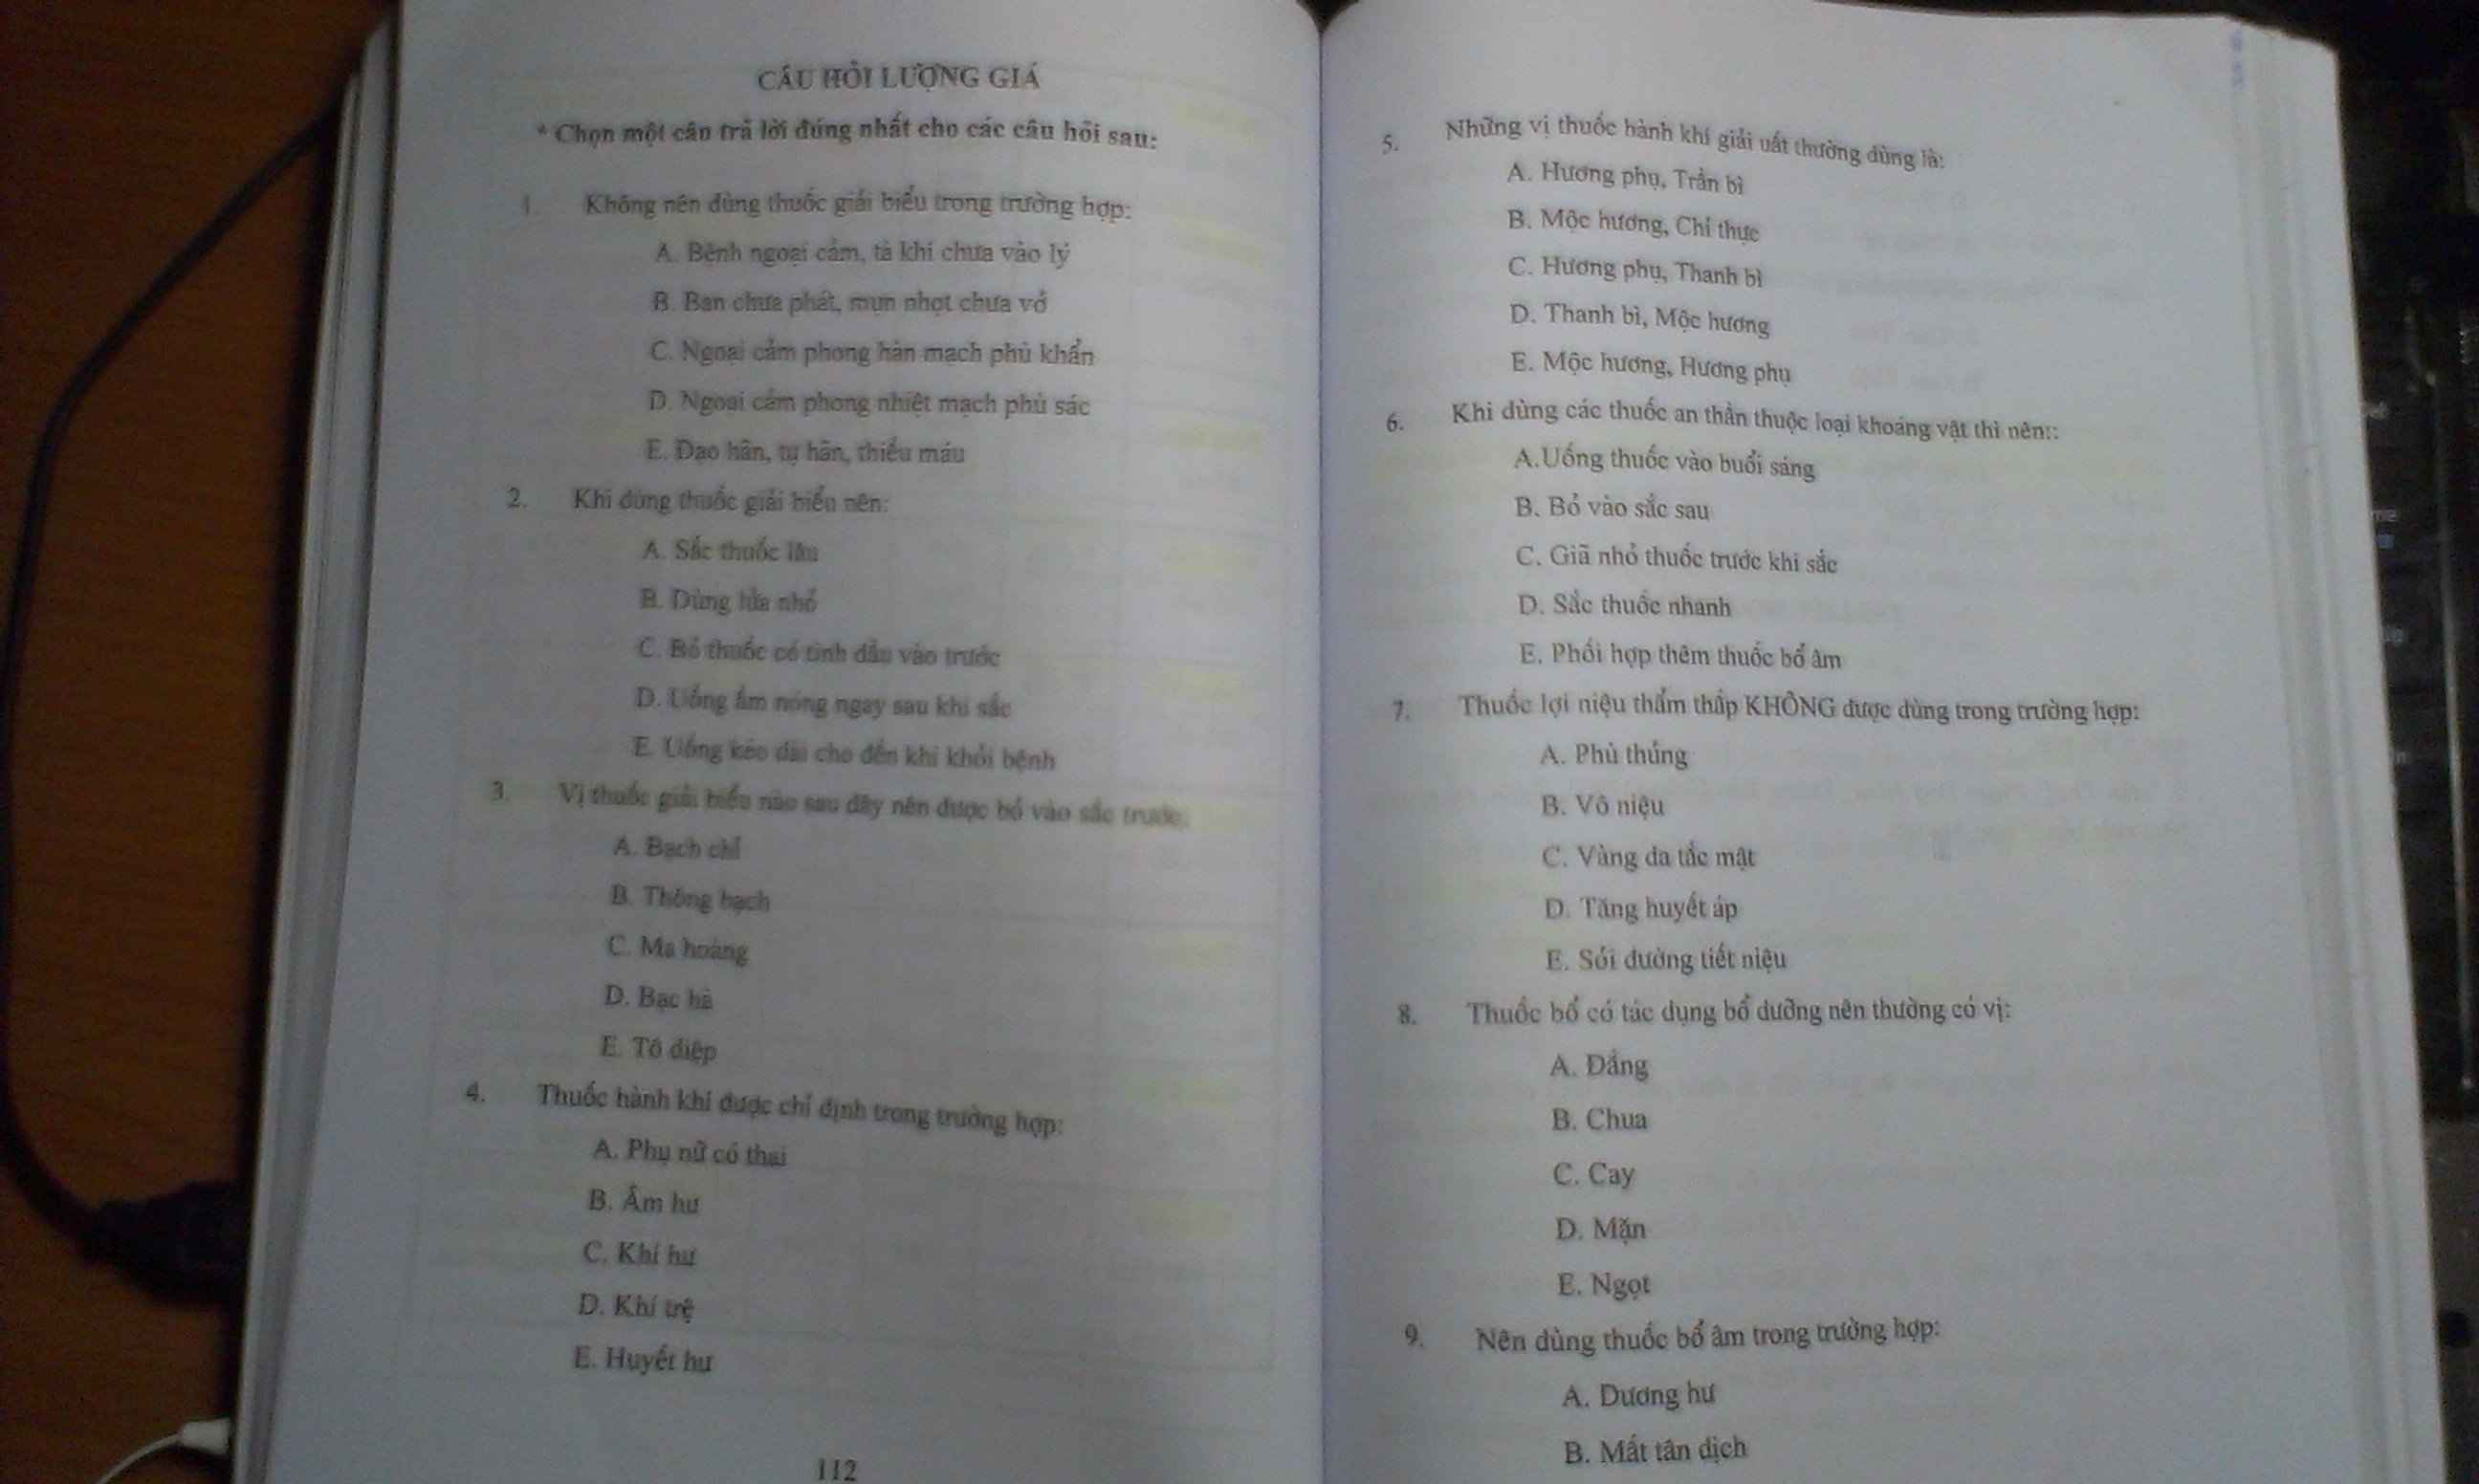 CÂU HỎI LƯỢNG GIÁ
* Chọn một câu trả lời đúng nhất cho các câu hỏi sau:
1. Không nên dùng thuốc giải biểu trong trường hợp:
A. Bệnh ngoại cảm, tà khí chưa vào lý
B. Ban chưa phát, mụn nhọt chưa vỡ
C. Ngoại cảm phong hàn mạch phù khẩn
D. Ngoại cảm phong nhiệt mạch phù sác
E. Đạo hãn, tự hãn, thiếu máu
2. Khi dùng thuốc giải biểu nên:
A. Sắc thuốc lâu
B. Dùng lửa nhỏ
C. Bỏ thuốc có tinh dầu vào trước
D. Uống ấm nóng ngay sau khi sắc
E. Uống kéo dài cho đến khi khỏi bệnh
3. Vị thuốc giải biểu nào sau đây nên được bỏ vào sắc trước:
A. Bạch chỉ
B. Thông bạch
C. Ma hoàng
D. Bạc hà
E. Tô diệp
4. Thuốc hành khí được chỉ định trong trường hợp:
A. Phụ nữ có thai
B. Âm hư
C. Khí hư
D. Khí trệ
E. Huyết hư
112
5. Những vị thuốc hành khí giải uất thường dùng là:
A. Hương phụ, Trần bì
B. Mộc hương, Chỉ thực
C. Hương phụ, Thanh bì
D. Thanh bì, Mộc hương
E. Mộc hương, Hương phụ
6. Khi dùng các thuốc an thần thuộc loại khoáng vật thì nên::
A.Uống thuốc vào buổi sáng
B. Bỏ vào sắc sau
C. Giã nhỏ thuốc trước khi sắc
D. Sắc thuốc nhanh
E. Phối hợp thêm thuốc bổ âm
7. Thuốc lợi niệu thẩm thấp KHÔNG được dùng trong trường hợp:
A. Phù thũng
B. Vô niệu
C. Vàng da tắc mật
D. Tăng huyết áp
E. Sỏi đường tiết niệu
8. Thuốc bổ có tác dụng bổ dưỡng nên thường có vị:
A. Đắng
B. Chua
C. Cay
D. Mặn
E. Ngọt
9. Nên dùng thuốc bổ âm trong trường hợp:
A. Dương hư
B. Mất tân dịch